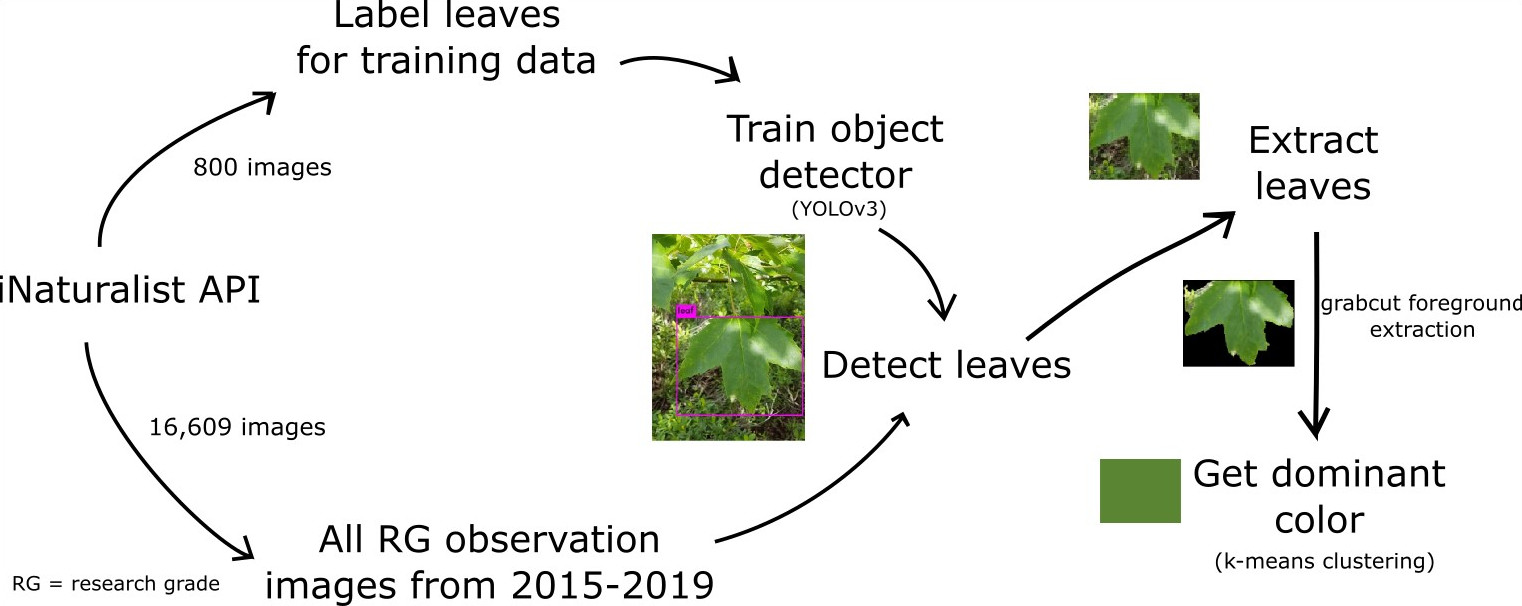 Label leaves
for training data
800 images
Train object
detector
(YOLOv3)
Extract
leaves
iNaturalist API
leaf
grabcut foreground
extraction
Detect leaves
16,609 images
Get dominant
color
(k-means clustering)
All RG observation
images from 2015-2019
RG = research grade